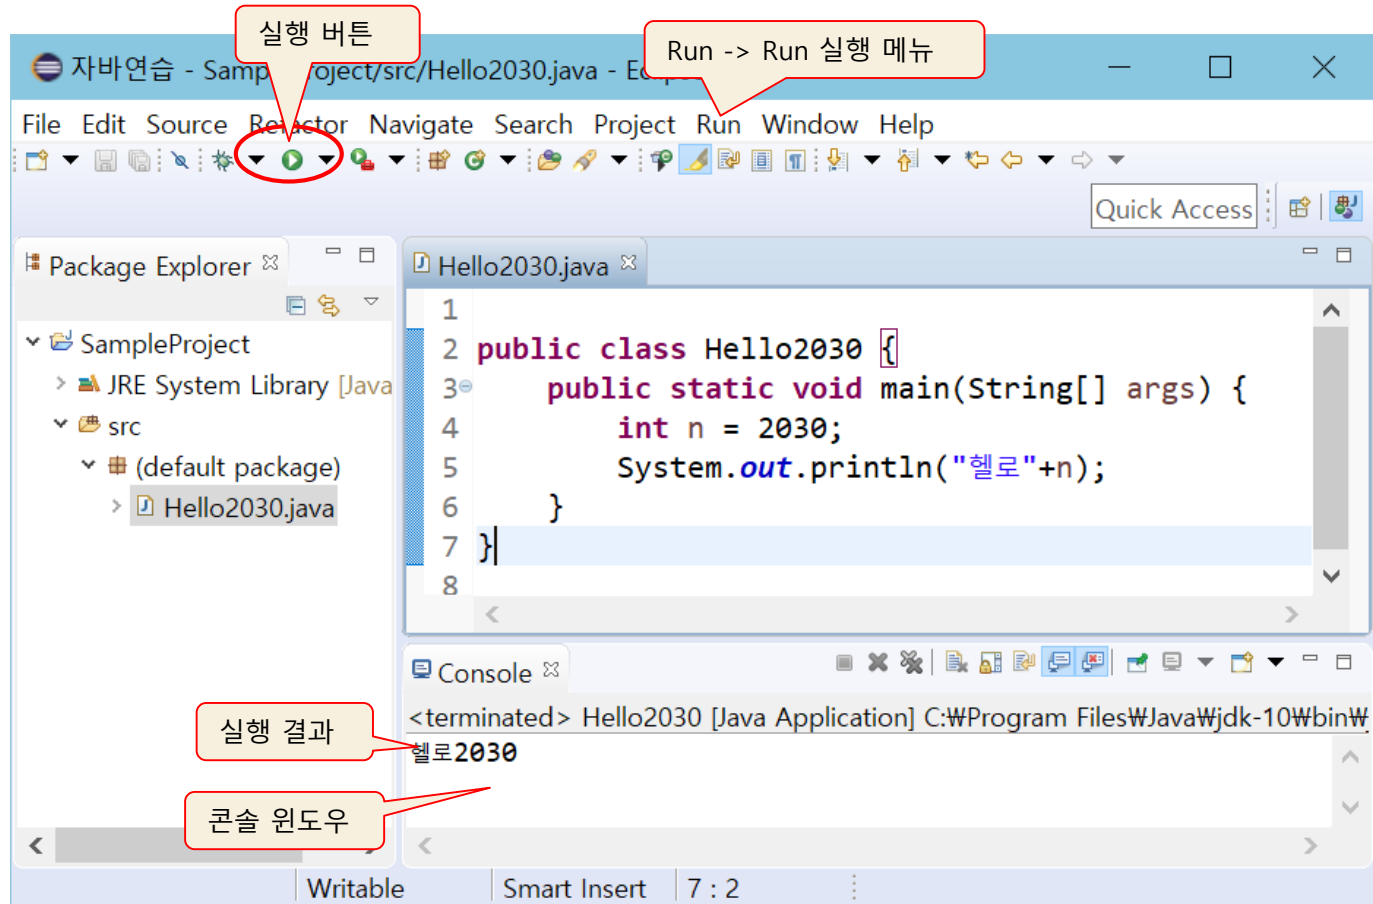 실행 버튼
Run -> Run 실행 메뉴
자바연습 - Samp roject/src/Hello2030.java - Ec
File Edit Source Refactor Navigate Search Project Run Window Help
Quick Access
Package Explorer
Hello2030.java
SampleProject
JRE System Library [Java
src
(default package)
Hello2030.java
1
2 public class Hello2030 {
3 public static void main(String[] args) {
4 int n = 2030;
5 System.out.println("헬로"+n);
6 }
7 }
8
Console
<terminated> Hello2030 [Java Application] C:₩Program Files₩Java₩jdk-10₩bin₩
실행 결과
헬로2030
콘솔 윈도우
Writable Smart Insert 7 : 2